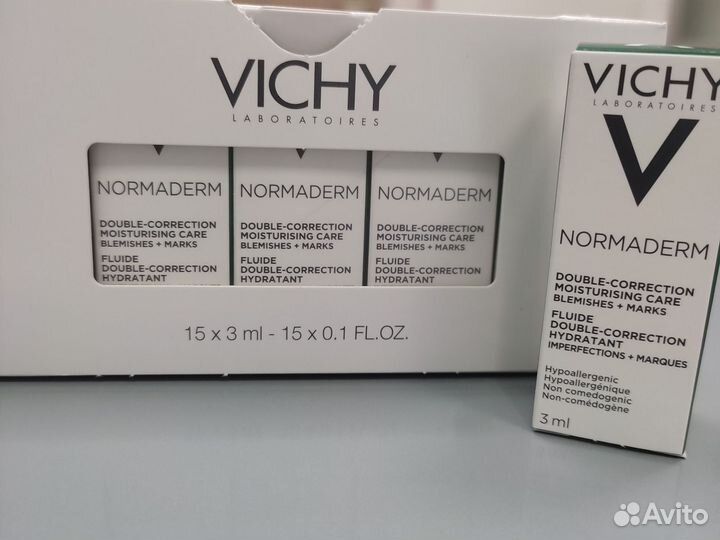 VICHY
LABORATOIRES
NORMADERM
DOUBLE-CORRECTION
MOISTURISING CARE
BLEMISHES + MARKS
FLUIDE
DOUBLE-CORRECTION
HYDRATANT
NORMADERM
DOUBLE-CORRECTION
MOISTURISING CARE
BLEMISHES + MARKS
FLUIDE
DOUBLE-CORRECTION
HYDRATANT
NORMADERM
DOUBLE-CORRECTION
MOISTURISING CARE
BLEMISHES + MARKS
FLUIDE
DOUBLE-CORRECTION
HYDRATANT
15 x 3 ml - 15 x 0.1 FL.OZ.
VICHY
LABORATOIRES
V
NORMADERM
DOUBLE-CORRECTION
MOISTURISING CARE
BLEMISHES + MARKS
FLUIDE
DOUBLE-CORRECTION
HYDRATANT
IMPERFECTIONS + MARQUES
Hypoallergenic
Hypoallergénique
Non comedogenic
Non-comédogène
3 ml
Avito